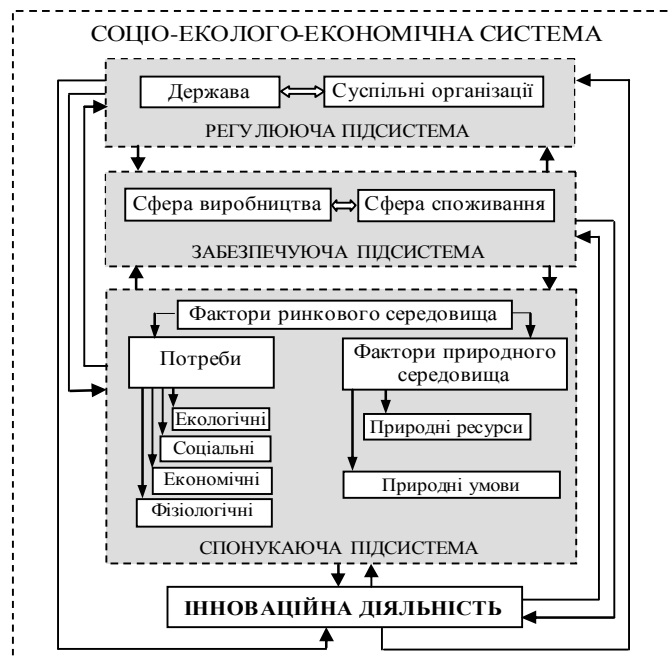 СОЦІО-ЕКОЛОГО-ЕКОНОМІЧНА СИСТЕМА
Держава
Суспільні організації
РЕГУЛЮЮЧА ПІДСИСТЕМА
Сфера виробництва
Сфера споживання
ЗАБЕЗПЕЧУЮЧА ПІДСИСТЕМА
Фактори ринкового середовища
Потреби
Фактори природного
середовища
Екологічні
Соціальні
Економічні
Фізіологічні
Природні ресурси
Природні умови
СПОНУКАЮЧА ПІДСИСТЕМА
ІННОВАЦІЙНА ДІЯЛЬНІСТЬ